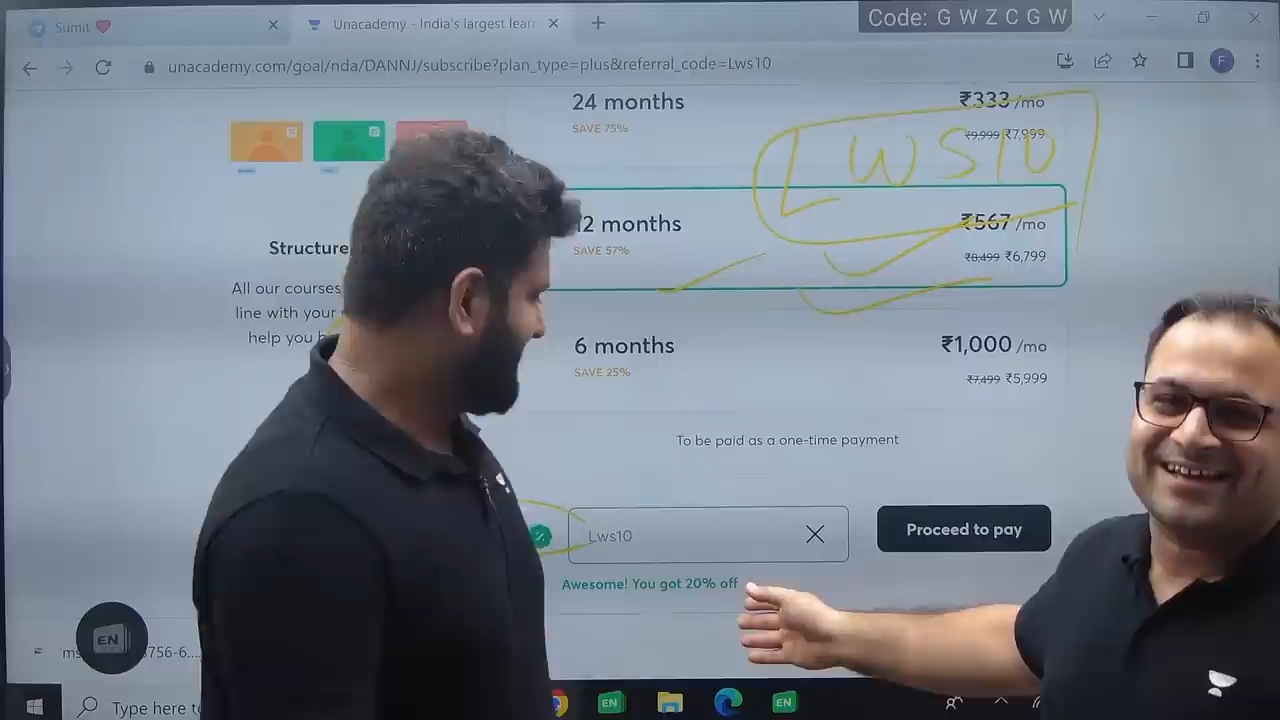 Sumit
Unacademy - India's largest lear
Code: G W Z C G W
unacademy.com/goal/nda/DANNJ/subscribe?plan_type=plus&referral_code=Lws10
F
24 months
₹333 /mo
SAVE 75%
₹9,999 ₹7,999
LWS10
12 months
₹567 /mo
SAVE 57%
₹8,499 ₹6,799
Structure
All our courses
line with your
help you
6 months
₹1,000 /mo
SAVE 25%
₹7,499 ₹5,999
To be paid as a one-time payment
Lws10
Proceed to pay
Awesome! You got 20% off
EN
756-6...
Type here
EN
EN